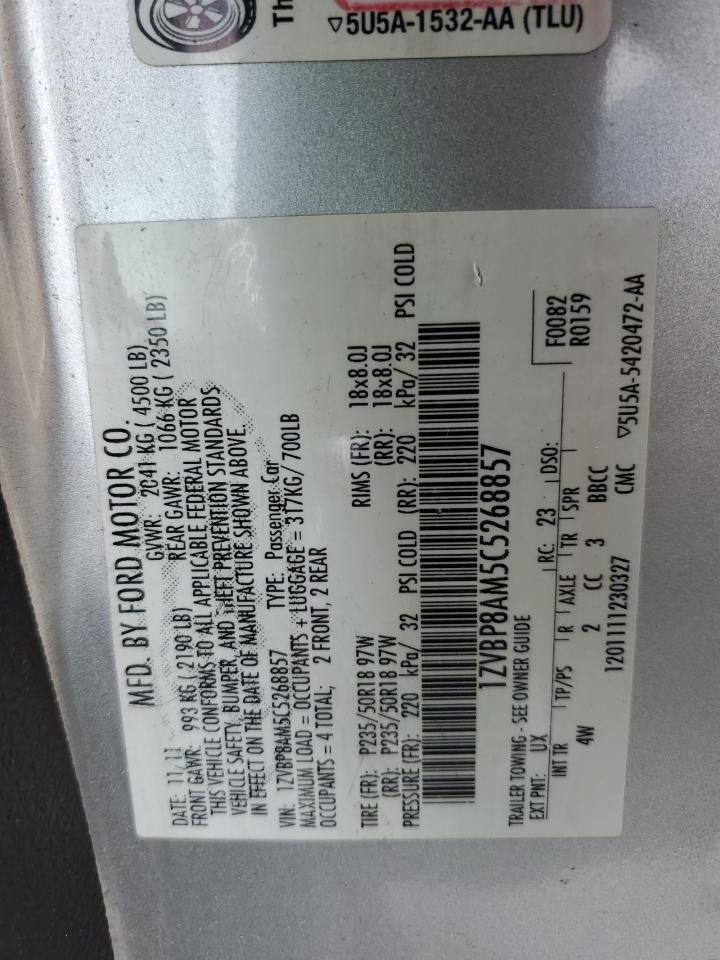 Th
▽5U5A-1532-AA (TLU)
MFD. BY FORD MOTOR CO.
DATE: 11/11 GVWR: 2041 KG ( 4500 LB)
FRONT GAWR: 993 KG ( 2190 LB) REAR GAWR: 1066 KG ( 2350 LB)
THIS VEHICLE CONFORMS TO ALL APPLICABLE FEDERAL MOTOR
VEHICLE SAFETY, BUMPER, AND THEFT PREVENTION STANDARDS
IN EFFECT ON THE DATE OF MANUFACTURE SHOWN ABOVE.
VIN: 1ZVBP8AM5C5268857 TYPE: Passenger Car
MAXIMUM LOAD = OCCUPANTS + LUGGAGE = 317KG/700LB
OCCUPANTS = 4 TOTAL; 2 FRONT, 2 REAR
TIRE (FR): P235/50R18 97W RIMS (FR): 18x8.0J
(RR): P235/50R18 97W (RR): 18x8.0J
PRESSURE (FR): 220 kPa/ 32 PSI COLD (RR): 220 kPa/ 32 PSI COLD
1ZVBP8AM5C5268857
TRAILER TOWING - SEE OWNER GUIDE F0082
EXT PNT: UX RC: 23 DSO: R0159
INT TR TP/PS R AXLE TR SPR
4W 2 CC 3 BBCC
1201111230327 CMC ▽5U5A-5420472-AA